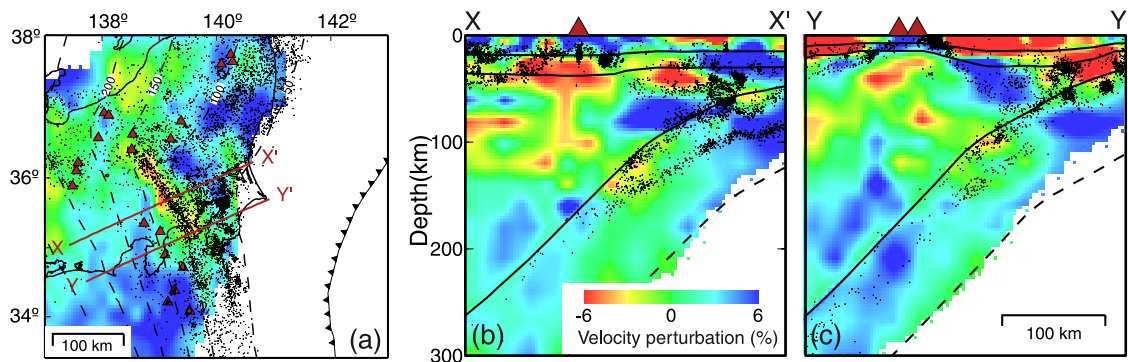 138º 140º 142º
38º
36º
34º
200
150
100
50
X X'
Y Y'
100 km
(a)
X X'
0
100
200
300
Depth(km)
(b)
-6 0 6
Velocity perturbation (%)
Y Y
100 km
(c)